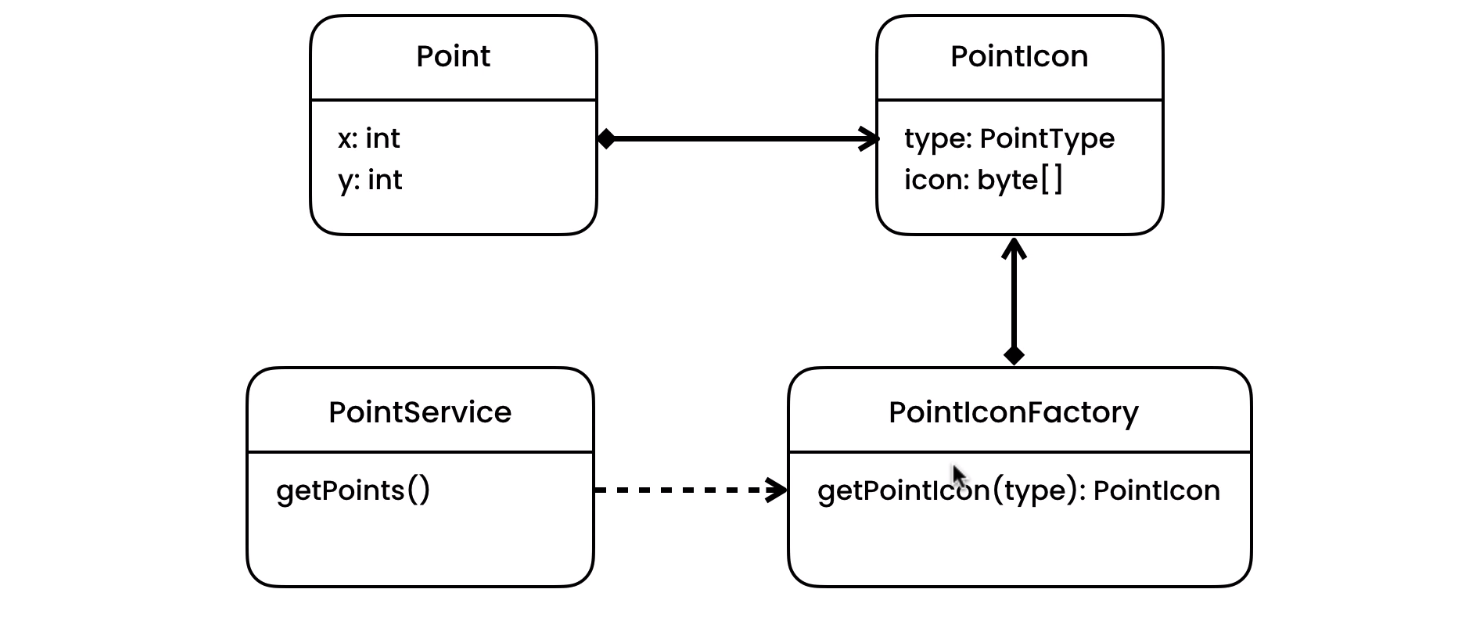 Point
x: int
y: int
PointIcon
type: PointType
icon: byte[]
PointService
getPoints()
PointIconFactory
getPointIcon(type): PointIcon